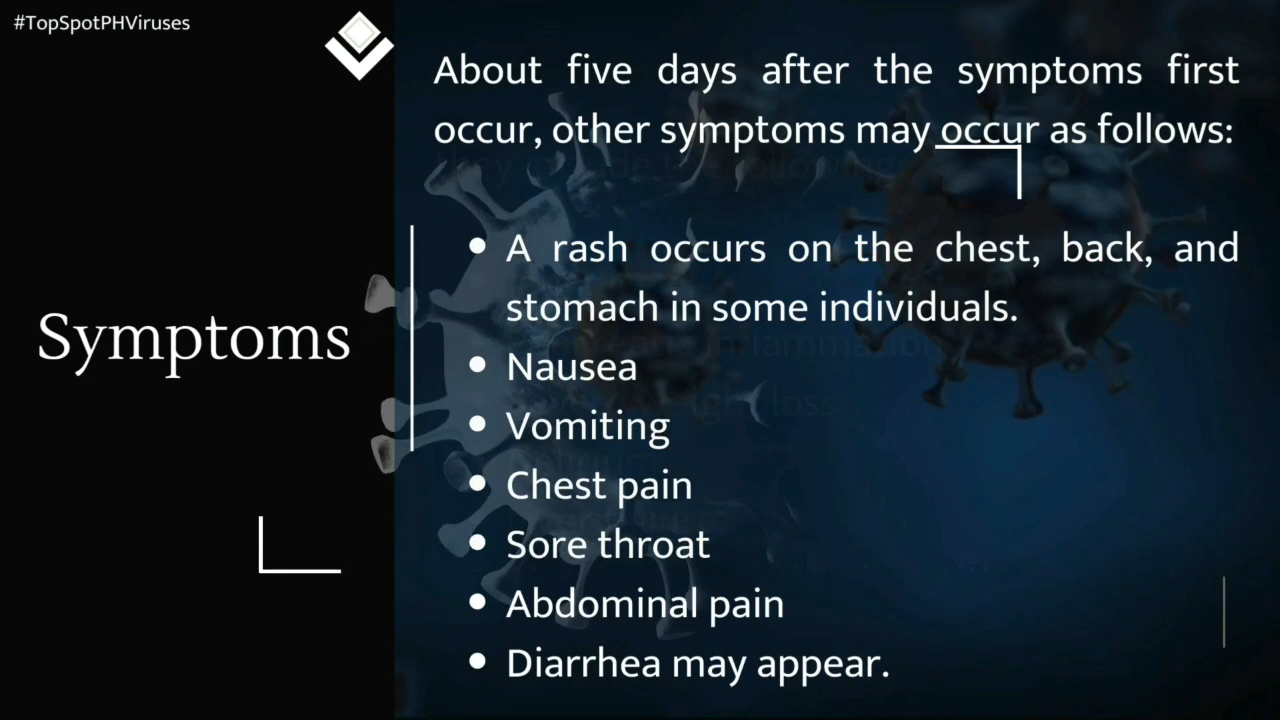 #TopSpotPHViruses
Symptoms
About five days after the symptoms first
occur, other symptoms may occur as follows:
A rash occurs on the chest, back, and
stomach in some individuals.
Nausea
Vomiting
Chest pain
Sore throat
Abdominal pain
Diarrhea may appear.